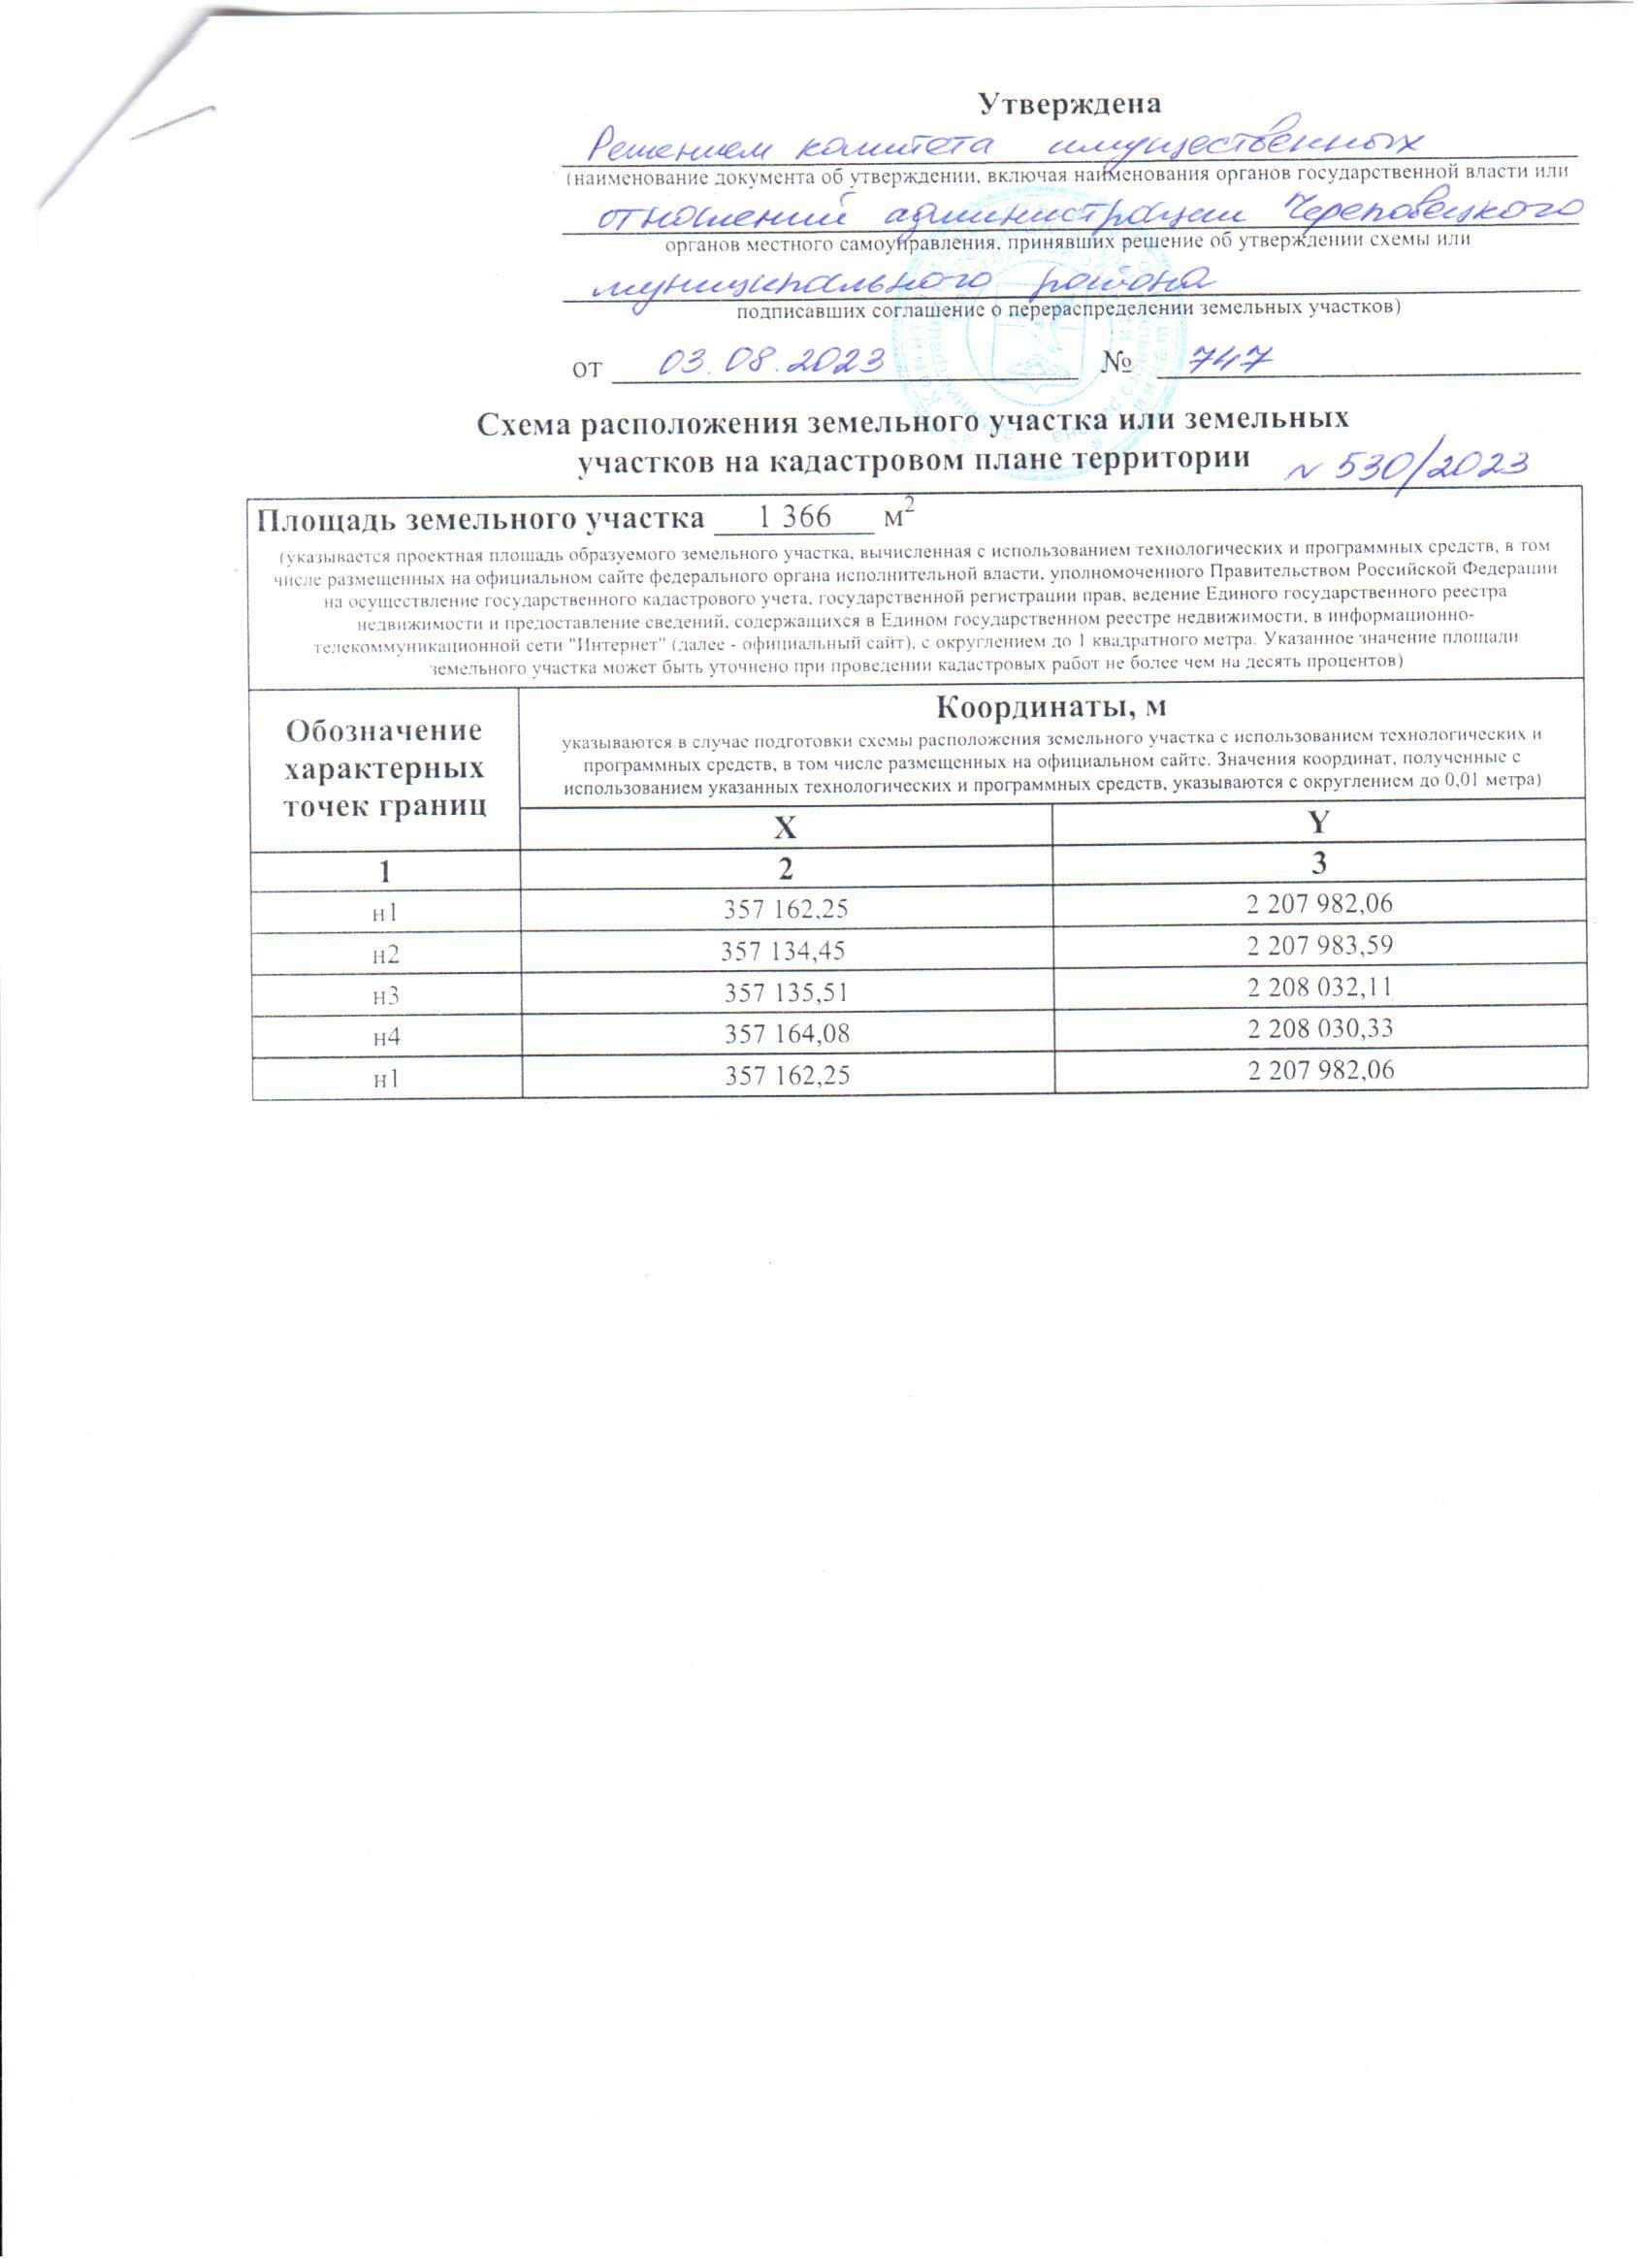 Утверждена
Решением комитета имущественных
(наименование документа об утверждении, включая наименования органов государственной власти или
отношений администрации Череповецкого
органов местного самоуправления, принявших решение об утверждении схемы или
муниципального района
подписавших соглашение о перераспределении земельных участков)
от 03.08.2023 № 747
Схема расположения земельного участка или земельных
участков на кадастровом плане территории N 530/2023
Площадь земельного участка 1 366 м2
(указывается проектная площадь образуемого земельного участка, вычисленная с использованием технологических и программных средств, в том
числе размещенных на официальном сайте федерального органа исполнительной власти, уполномоченного Правительством Российской Федерации
на осуществление государственного кадастрового учета, государственной регистрации прав, ведение Единого государственного реестра
недвижимости и предоставление сведений, содержащихся в Едином государственном реестре недвижимости, в информационно-
телекоммуникационной сети "Интернет" (далее - официальный сайт), с округлением до 1 квадратного метра. Указанное значение площади
земельного участка может быть уточнено при проведении кадастровых работ не более чем на десять процентов)
Обозначение
характерных
точек границ
Координаты, м
указываются в случае подготовки схемы расположения земельного участка с использованием технологических и
программных средств, в том числе размещенных на официальном сайте. Значения координат, полученные с
использованием указанных технологических и программных средств, указываются с округлением до 0,01 метра)
X Y
1 2 3
н1 357 162,25 2 207 982,06
н2 357 134,45 2 207 983,59
н3 357 135,51 2 208 032,11
н4 357 164,08 2 208 030,33
н1 357 162,25 2 207 982,06